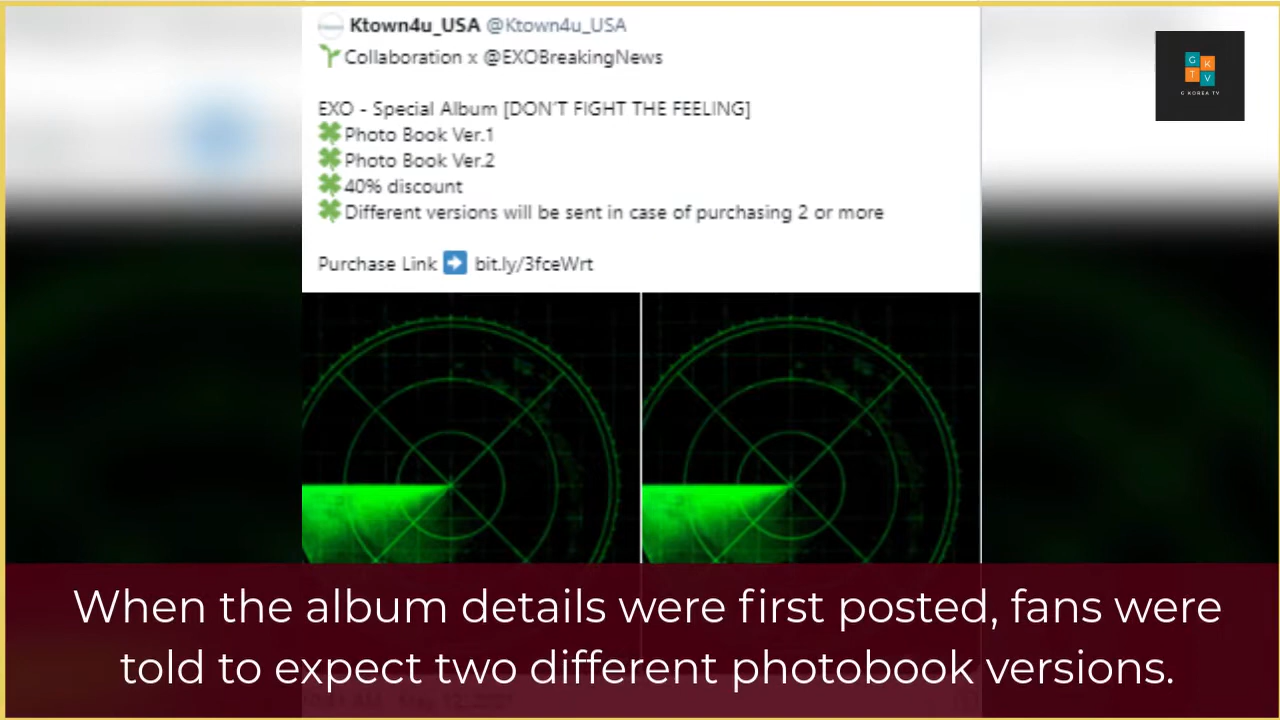 Ktown4u_USA @Ktown4u_USA
Collaboration x @EXOBreakingNews
EXO - Special Album [DON'T FIGHT THE FEELING]
Photo Book Ver.1
Photo Book Ver.2
40% discount
Different versions will be sent in case of purchasing 2 or more
Purchase Link ➡ bit.ly/3fceWrt
G K
T V
G KOREA TV
When the album details were first posted, fans were
told to expect two different photobook versions.